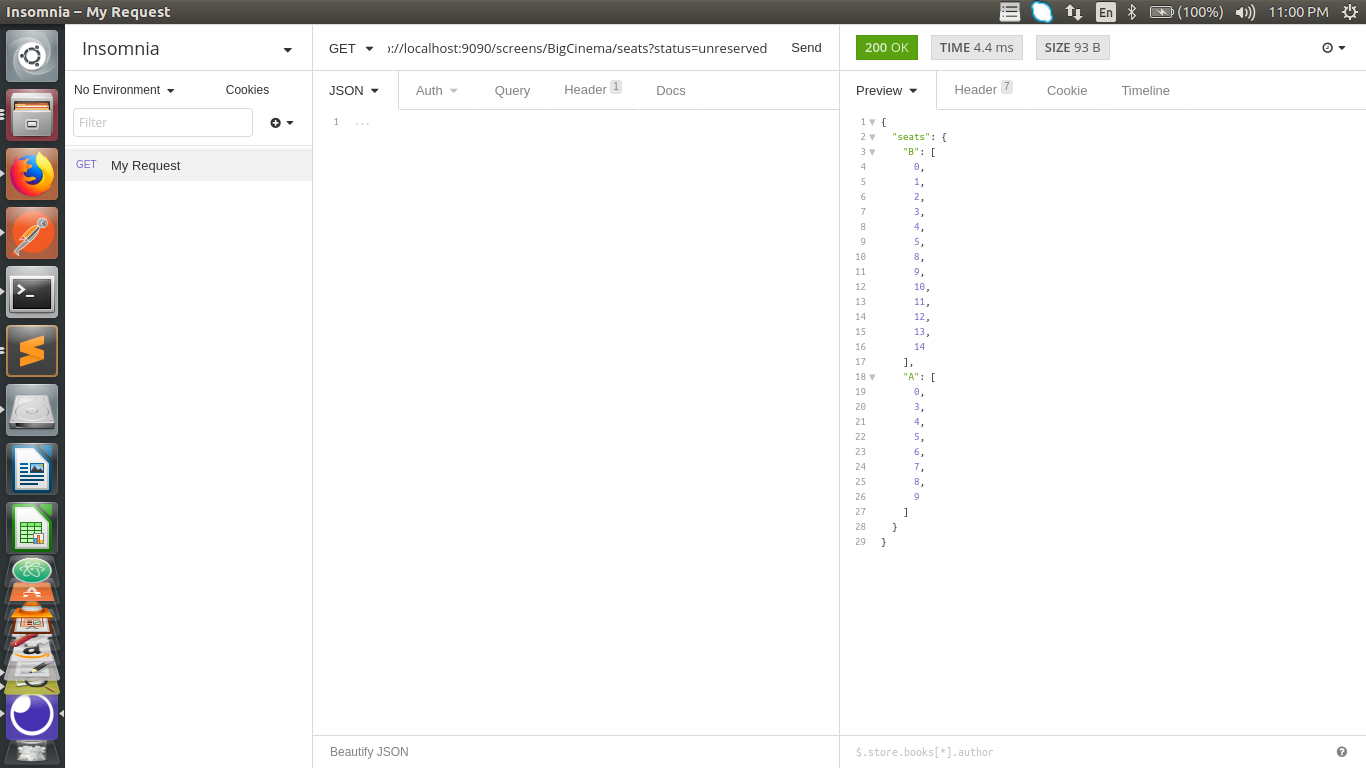 Insomnia – My Request
En
(100%)
11:00 PM
Insomnia
No Environment
Cookies
Filter
GET My Request
GET
://localhost:9090/screens/BigCinema/seats?status=unreserved
Send
JSON
Auth
Query
Header 1
Docs
1 ...
Beautify JSON
200 OK
TIME 4.4 ms
SIZE 93 B
Preview
Header 7
Cookie
Timeline
1 {
2 "seats": {
3 "B": [
4 0,
5 1,
6 2,
7 3,
8 4,
9 5,
10 8,
11 9,
12 10,
13 11,
14 12,
15 13,
16 14
17 ],
18 "A": [
19 0,
20 3,
21 4,
22 5,
23 6,
24 7,
25 8,
26 9
27 ]
28 }
29 }
$.store.books[*].author